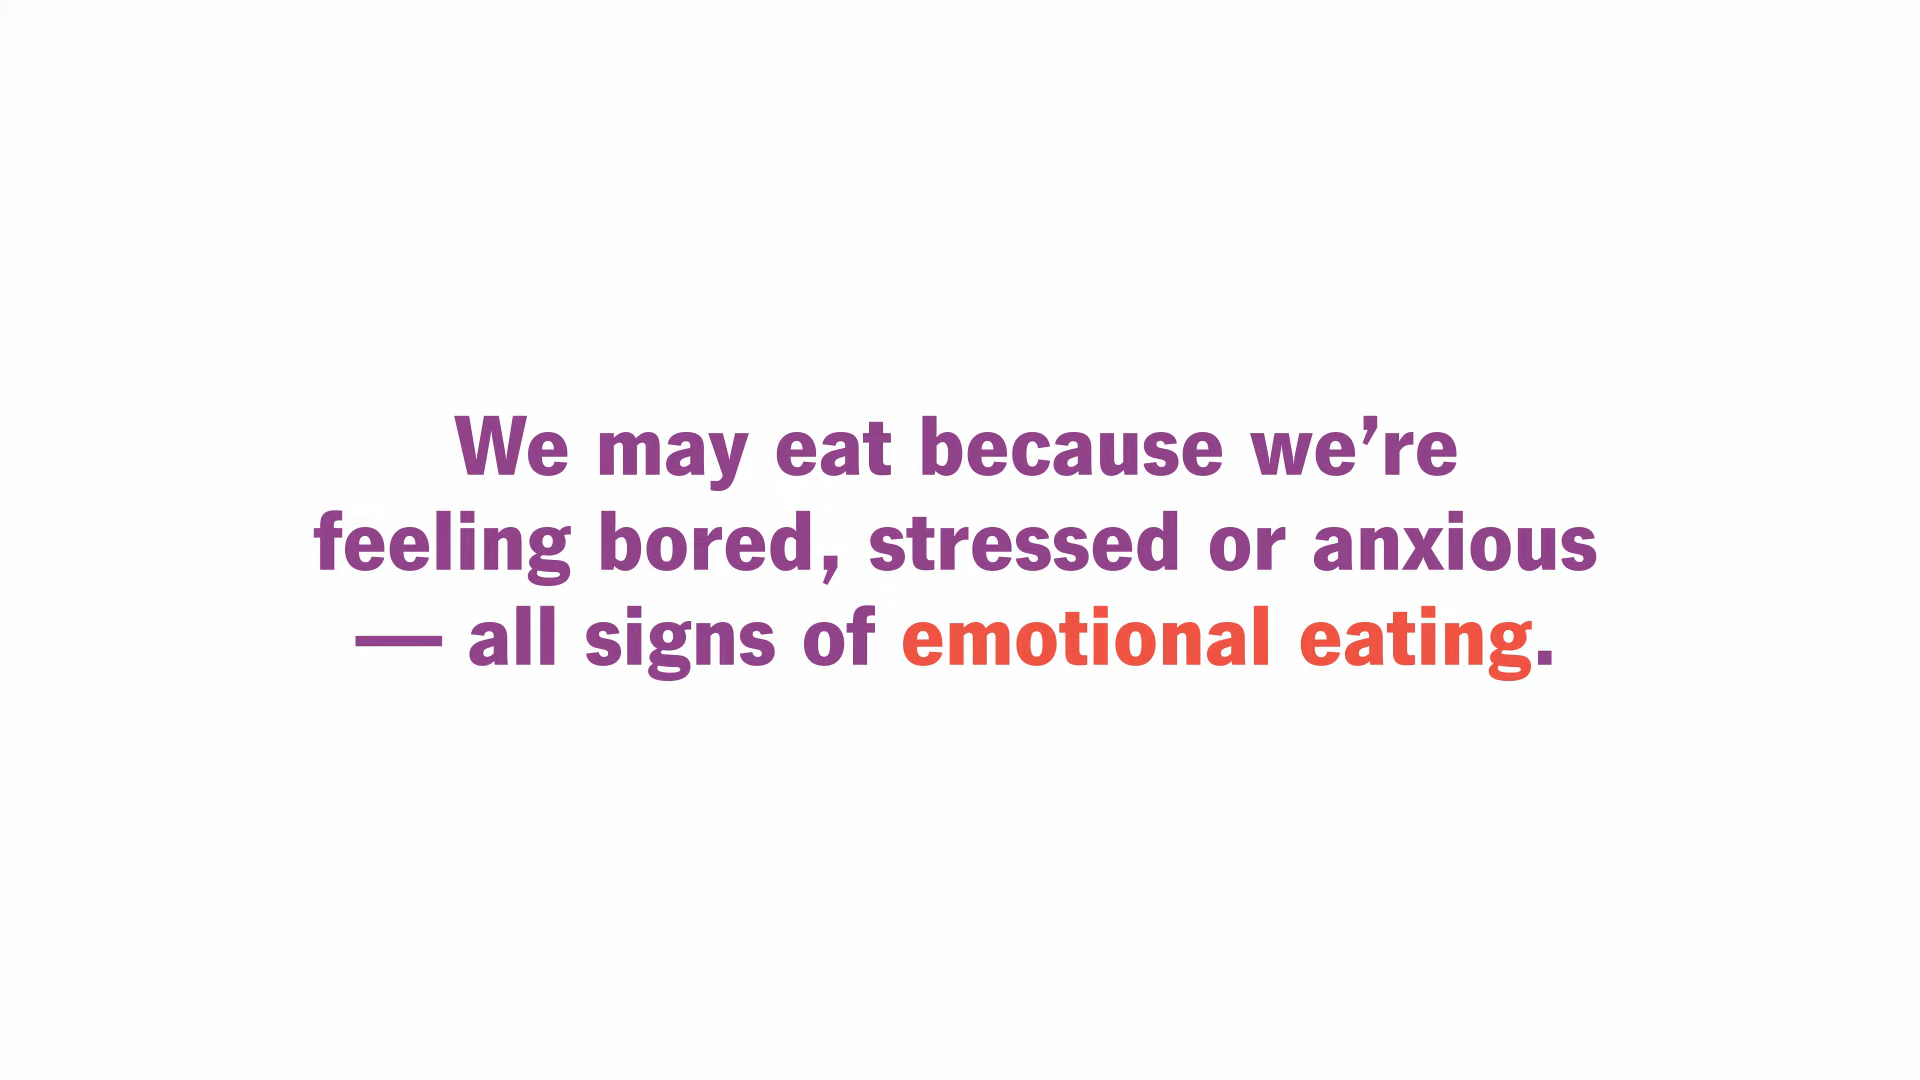 We may eat because we’re
feeling bored, stressed or anxious
— all signs of emotional eating.